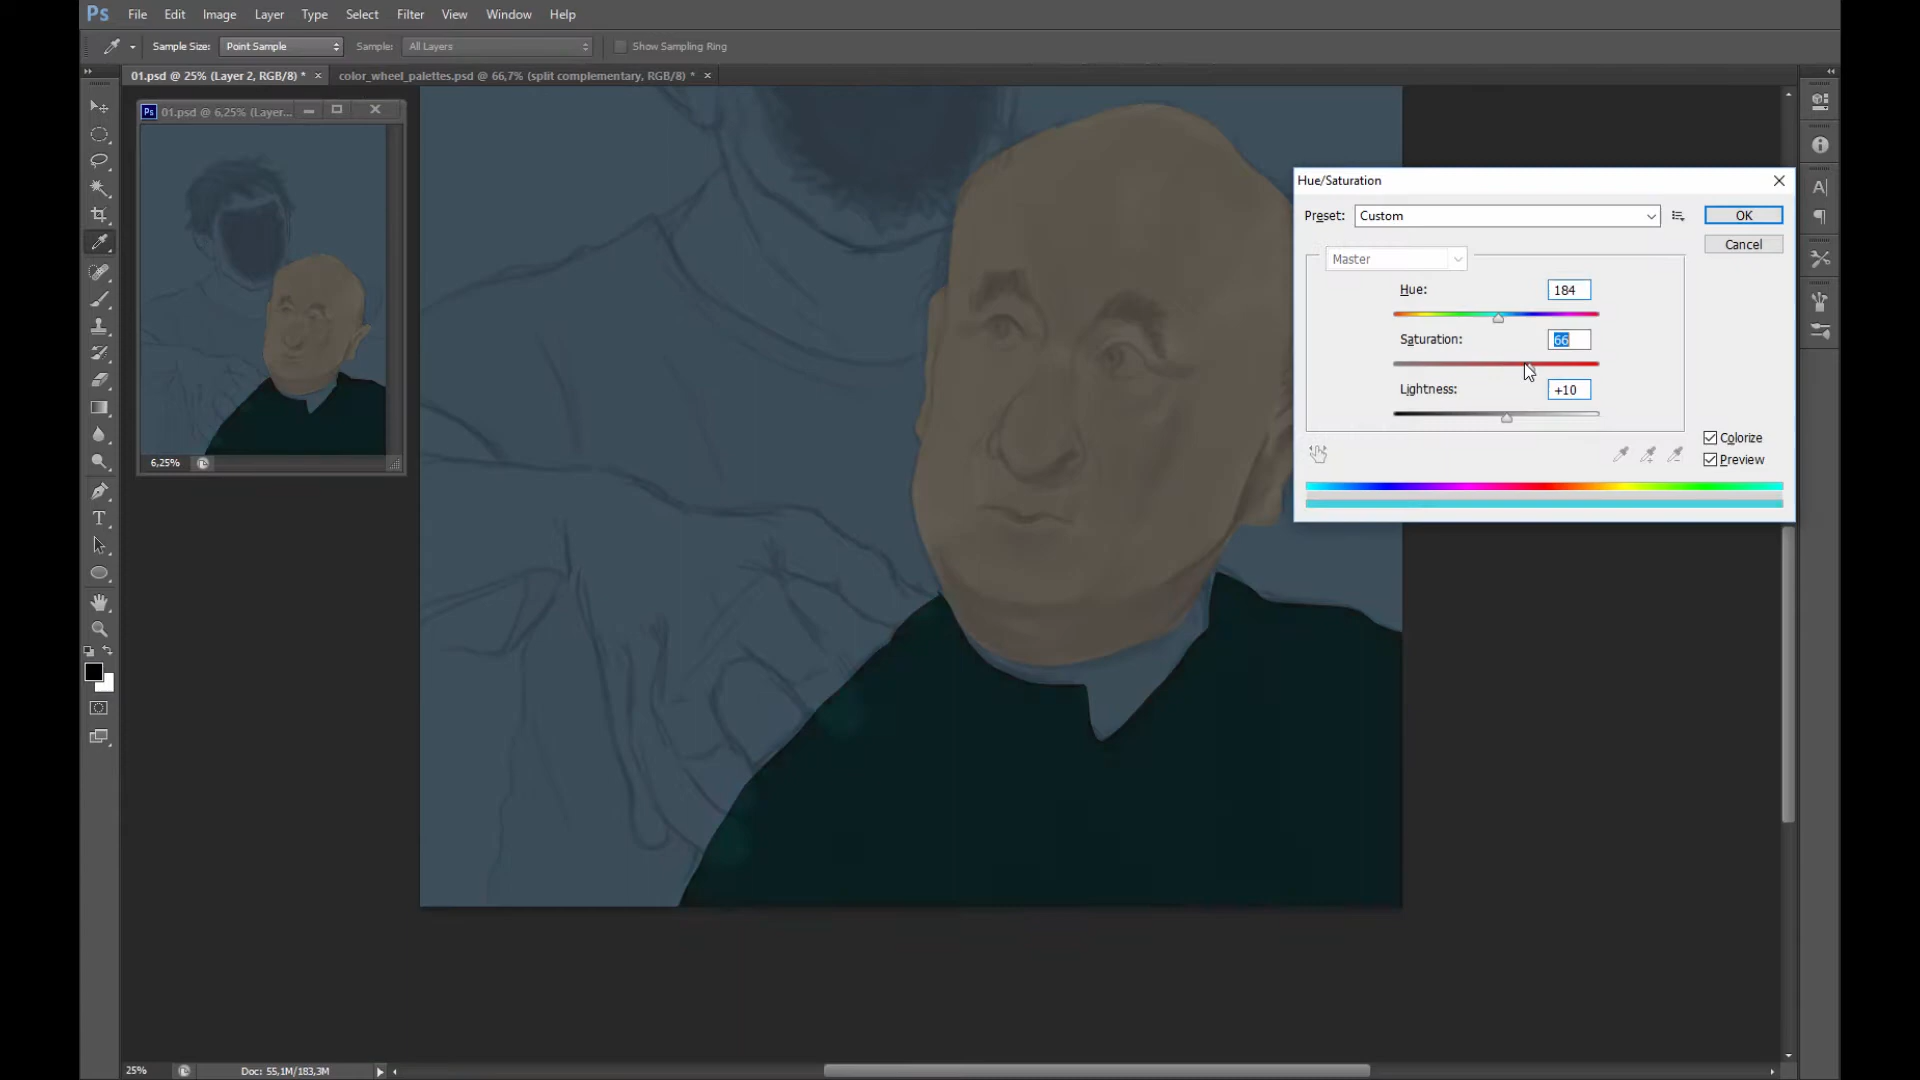 Ps File Edit Image Layer Type Select Filter View Window Help
Sample Size: Point Sample Sample: All Layers Show Sampling Ring
01.psd @ 25% (Layer 2, RGB/8) * × color_wheel_palettes.psd @ 66,7% (split complementary, RGB/8) * ×
Ps 01.psd @ 6,25% (Layer...
6,25%
Hue/Saturation
Preset: Custom OK
Cancel
Master
Hue: 184
Saturation: 66
Lightness: +10
Colorize
Preview
A
T
25% Doc: 55,1M/183,3M